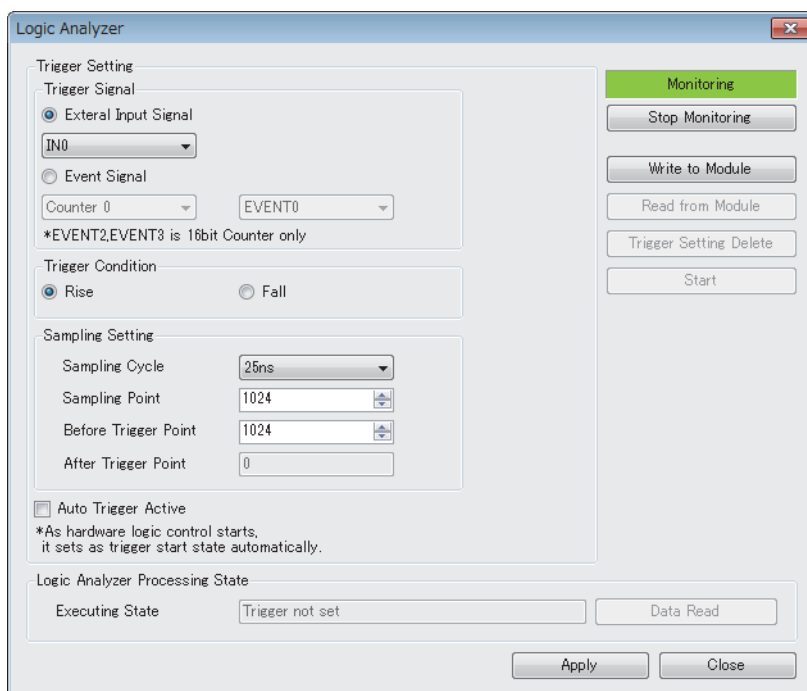 Logic Analyzer
Trigger Setting
Trigger Signal
Exteral Input Signal
IN0
Event Signal
Counter 0 EVENT0
*EVENT2,EVENT3 is 16bit Counter only
Trigger Condition
Rise Fall
Sampling Setting
Sampling Cycle 25ns
Sampling Point 1024
Before Trigger Point 1024
After Trigger Point 0
Auto Trigger Active
*As hardware logic control starts,
it sets as trigger start state automatically.
Monitoring
Stop Monitoring
Write to Module
Read from Module
Trigger Setting Delete
Start
Logic Analyzer Processing State
Executing State Trigger not set Data Read
Apply Close